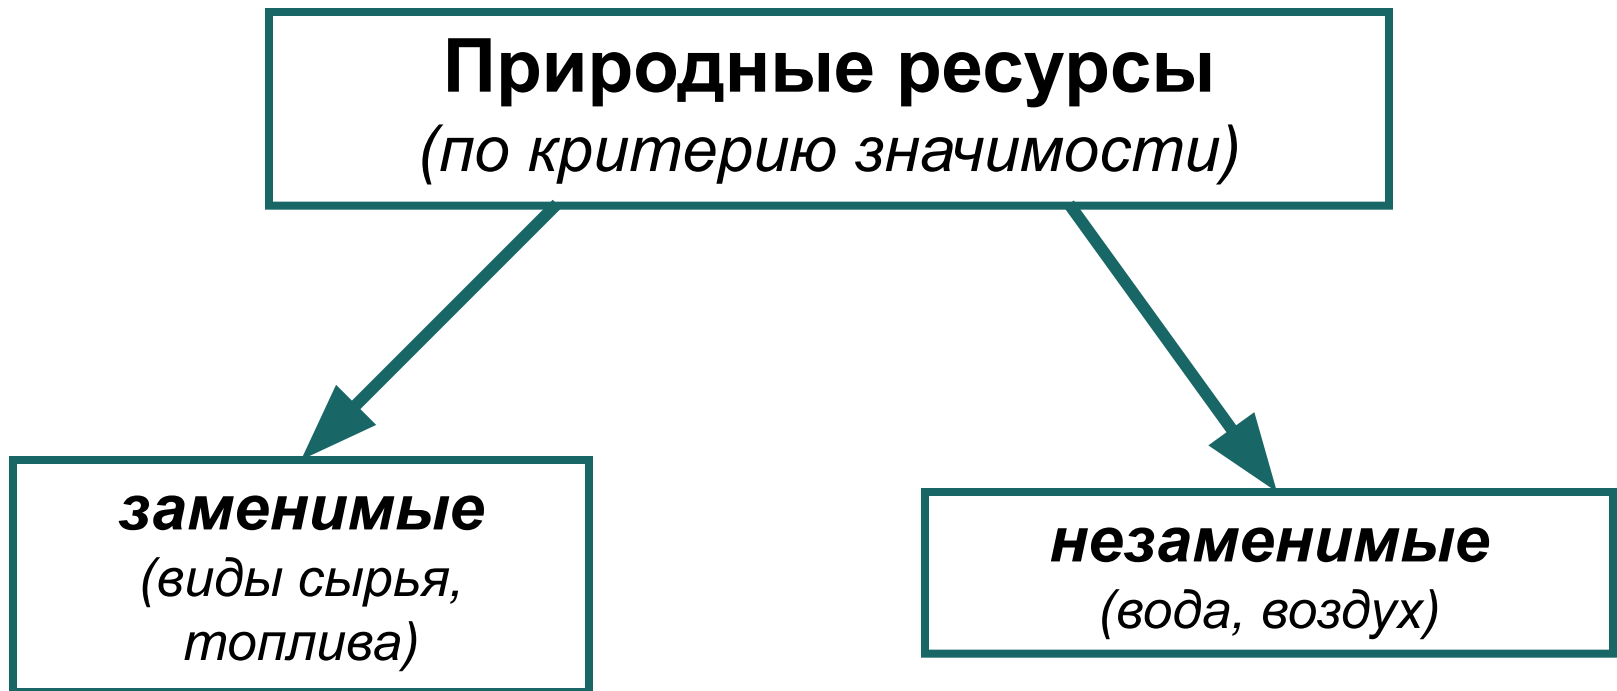 Природные ресурсы
(по критерию значимости)
заменимые
(виды сырья,
топлива)
незаменимые
(вода, воздух)